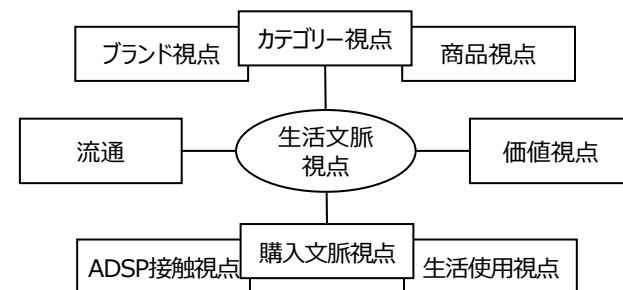 ブランド視点
カテゴリー視点
商品視点
流通
生活文脈
視点
価値視点
ADSP接触視点
購入文脈視点
生活使用視点